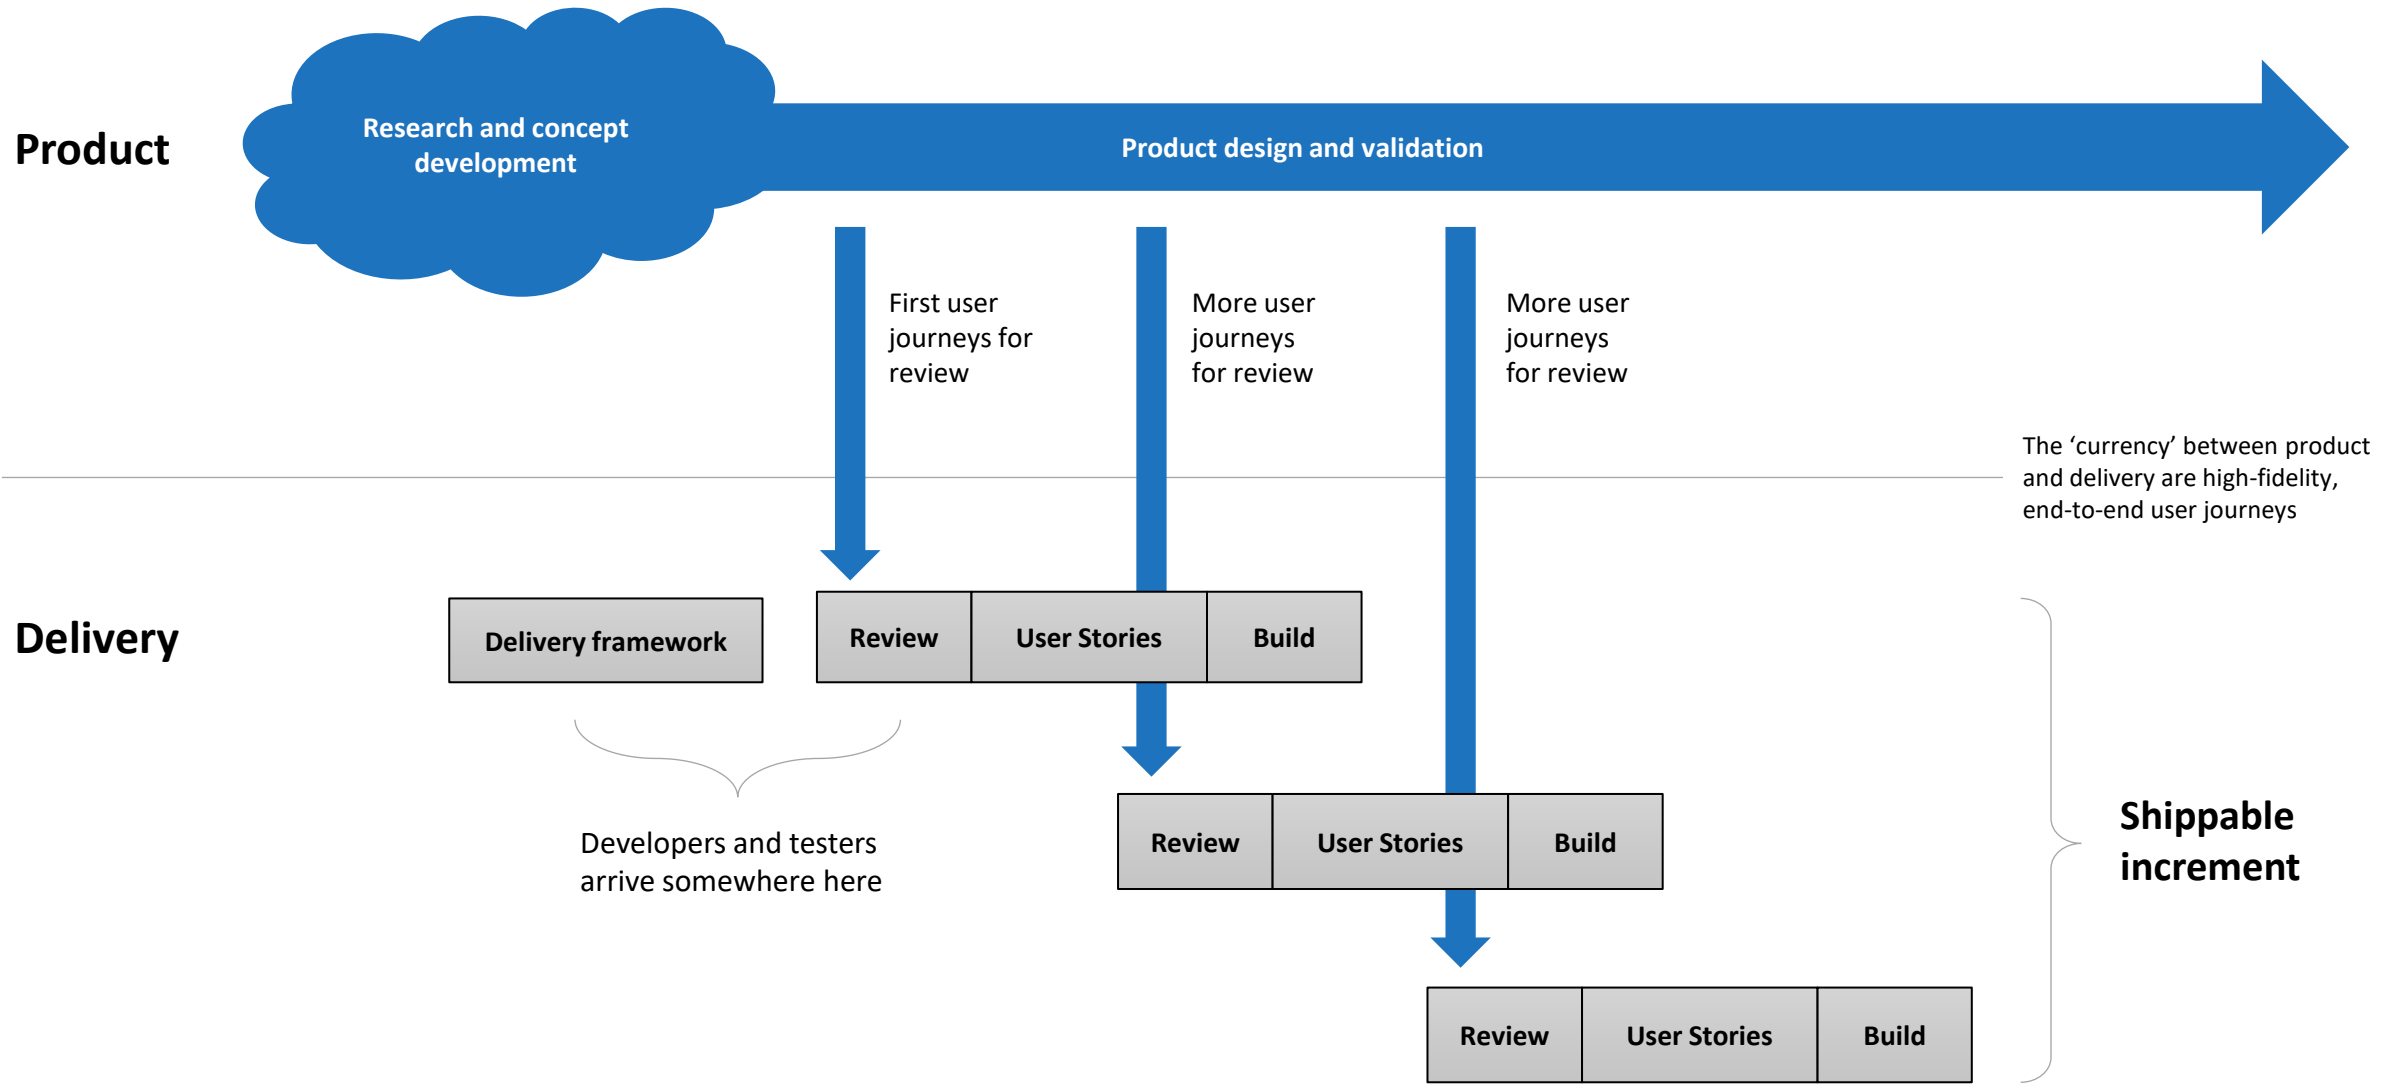 Research and concept
development
Product
Product design and validation
First user
journeys for
review
More user
journeys
for review
More user
journeys
for review
The ‘currency’ between product
and delivery are high-fidelity,
end-to-end user journeys
Delivery
Delivery framework
Review
User Stories
Build
Developers and testers
arrive somewhere here
Review
User Stories
Build
Shippable
increment
Review
User Stories
Build